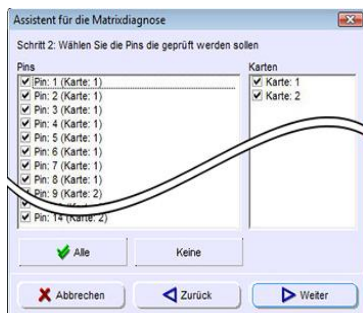 Assistent für die Matrixdiagnose
Schritt 2: Wählen Sie die Pins die geprüft werden sollen
Pins
Karten
Pin: 1 (Karte: 1)
Pin: 2 (Karte: 1)
Pin: 3 (Karte: 1)
Pin: 4 (Karte: 1)
Pin: 5 (Karte: 1)
Pin: 6 (Karte: 1)
Pin: 7 (Karte: 1)
Pin: 8 (Karte: 1)
Pin: 9 (Karte: 2)
Pin: 14 (Karte: 2)
Karte: 1
Karte: 2
Alle
Keine
Abbrechen
Zurück
Weiter